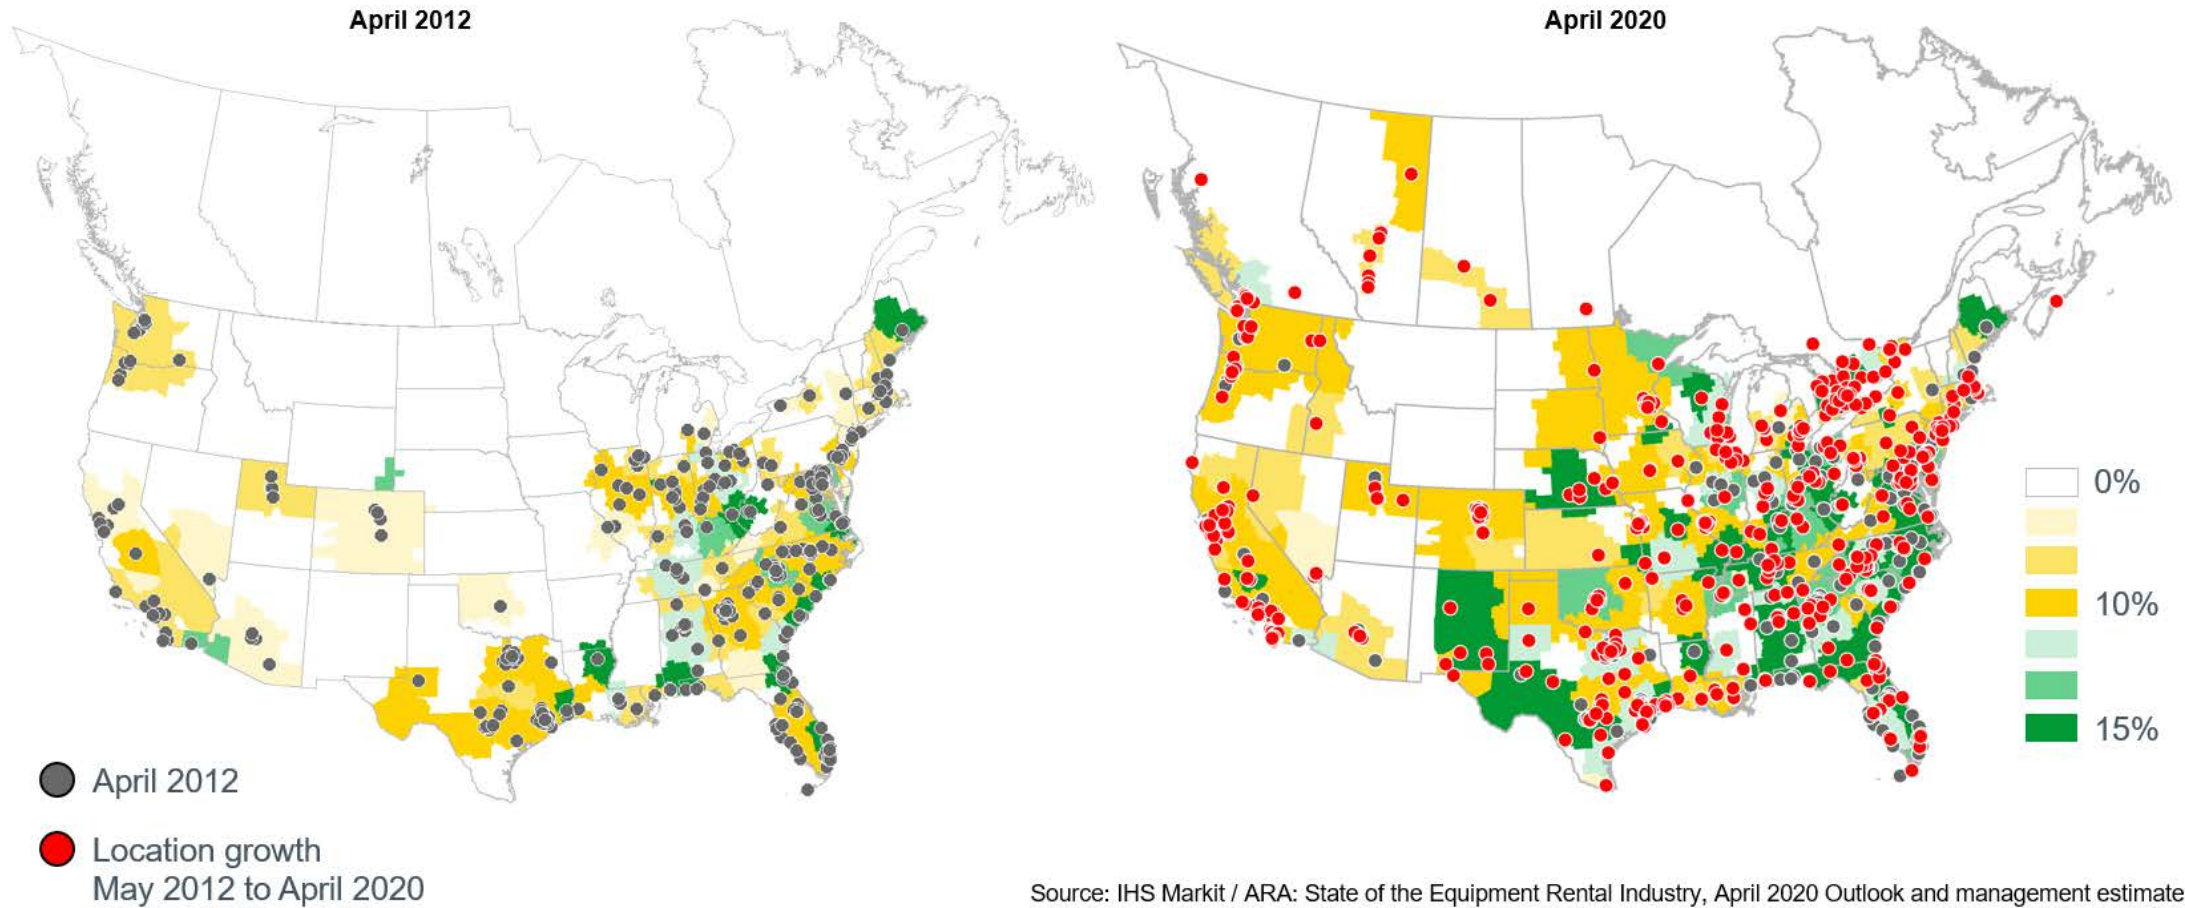 April 2012
April 2020
0%
10%
15%
April 2012
Location growth
May 2012 to April 2020
Source: IHS Markit / ARA: State of the Equipment Rental Industry, April 2020 Outlook and management estimate